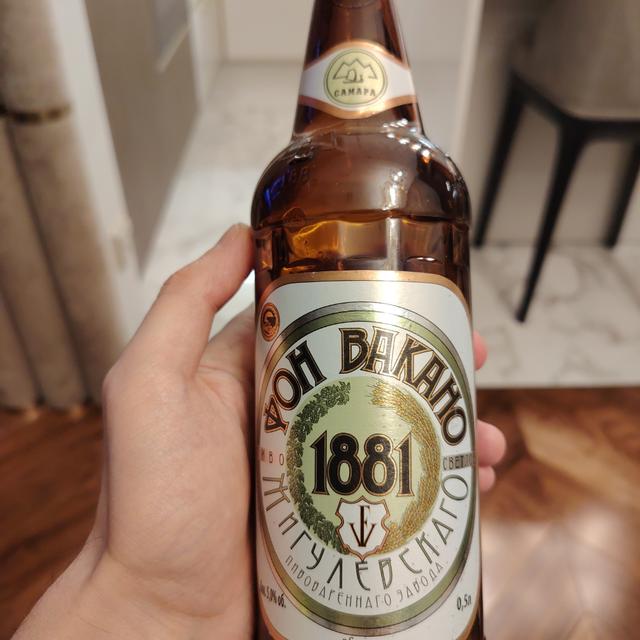 САМАРА
ФОН ВАКАНО
ПИВО
1881
СВЕТЛОЕ
ЖИГУЛЕВСКАГО
ПИВОВАРЕННАГО ЗАВОДА
0,5л